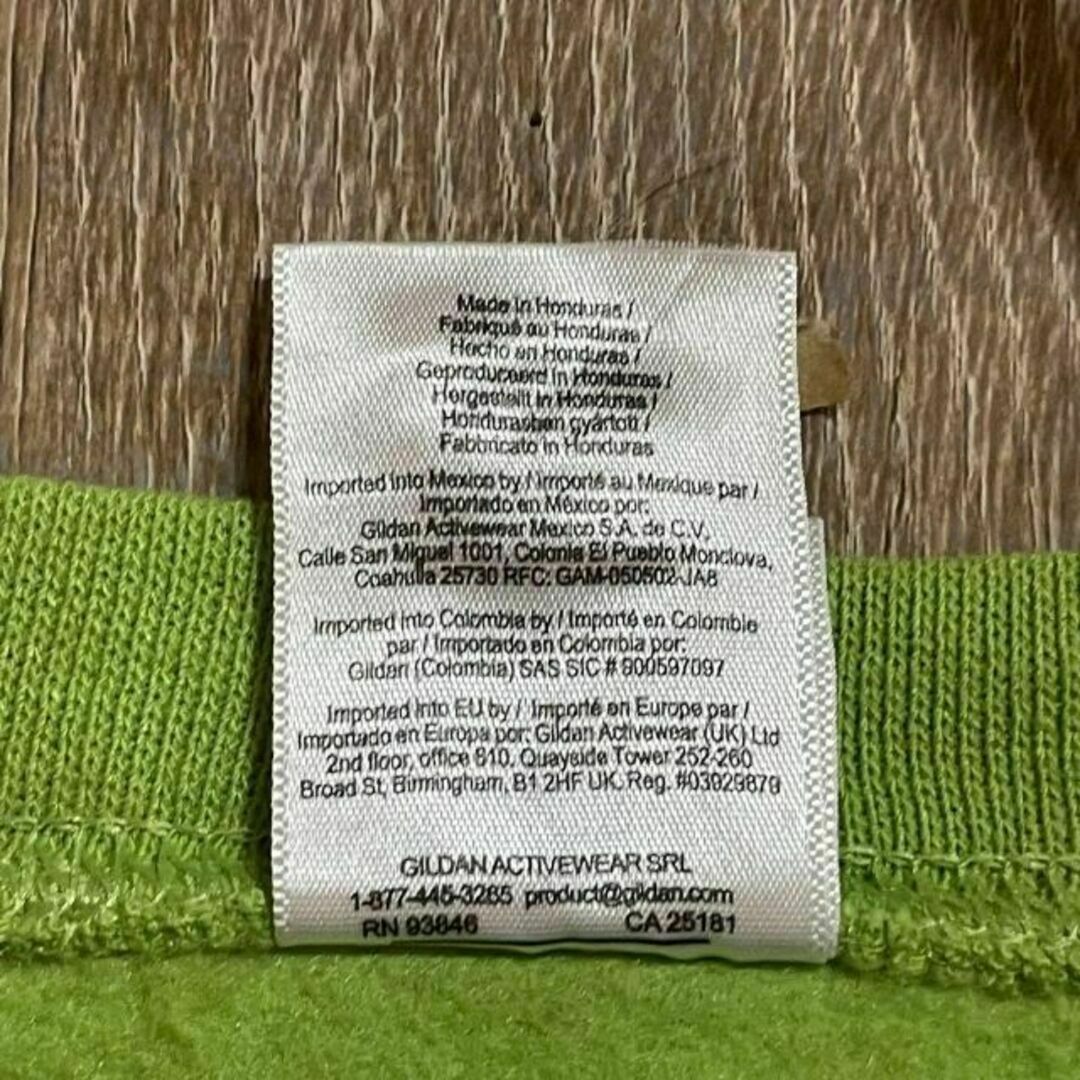 Made in Honduras /
Fabriqué au Honduras /
Hecho en Honduras /
Geproduceerd in Honduras /
Hergestellt in Honduras /
Hondurasban gyártott /
Fabbricato in Honduras
Imported into Mexico by / Importé au Mexique par /
Importado en México por:
Gildan Activewear Mexico S.A. de C.V.
Calle San Miguel 1001, Colonia El Pueblo Monclova,
Coahuila 25730 RFC: GAM-050502-JA8
Imported into Colombia by / Importé en Colombie
par / Importado en Colombia por:
Gildan (Colombia) SAS SIC # 900597097
Imported into EU by / Importé en Europe par /
Importado en Europa por: Gildan Activewear (UK) Ltd
2nd floor, office 810, Quayside Tower 252-260
Broad St, Birmingham, B1 2HF UK. Reg. #03929879
GILDAN ACTIVEWEAR SRL
1-877-445-3265 product@gildan.com
RN 93846 CA 25181